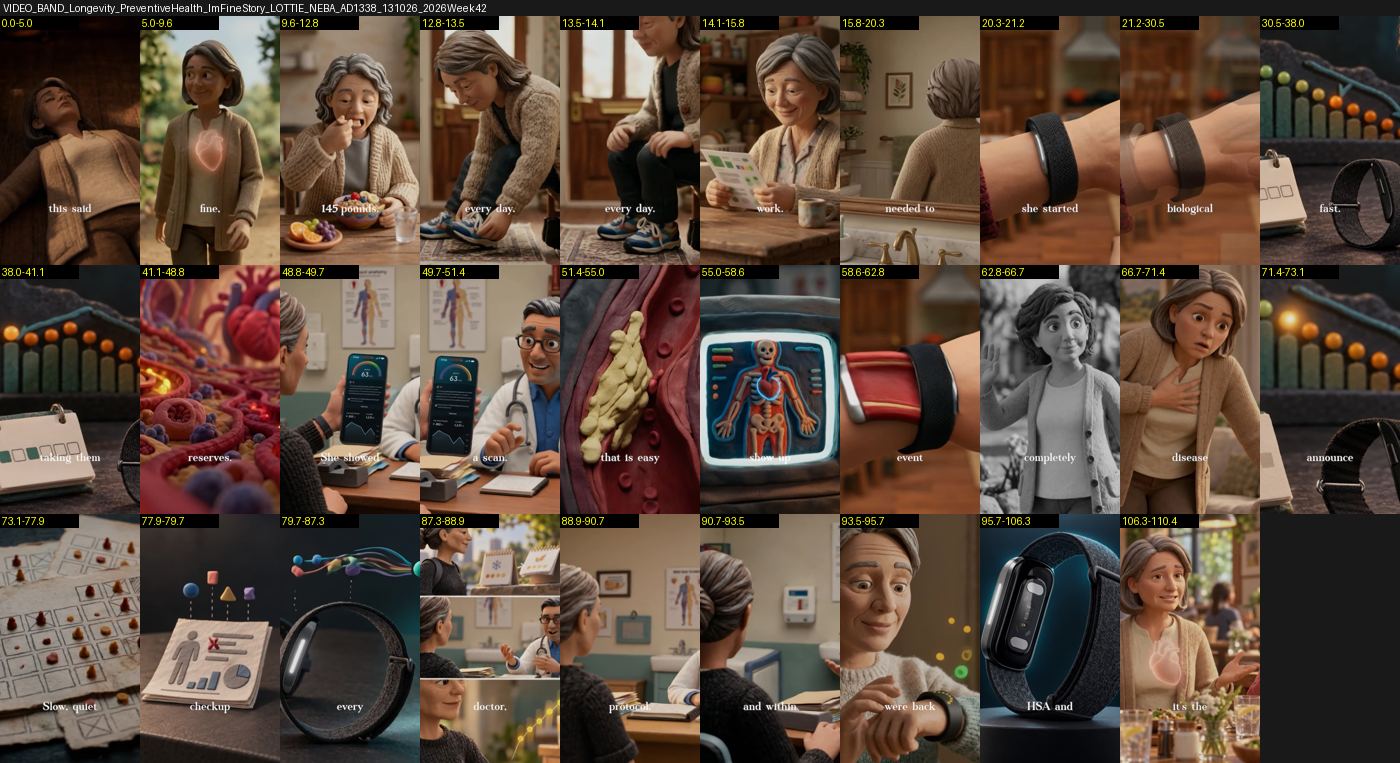 VIDEO_BAND_Longevity_PreventiveHealth_ImFineStory_LOTTIE_NEBA_AD1338_131026_2026Week42
0.0-5.0
5.0-9.6
9.6-12.8
12.8-13.5
13.5-14.1
14.1-15.8
15.8-20.3
20.3-21.2
21.2-30.5
30.5-38.0
this said
fine.
145 pounds.
every day.
every day.
work.
needed to
she started
biological
fast.
38.0-41.1
41.1-48.8
48.8-49.7
49.7-51.4
51.4-55.0
55.0-58.6
58.6-62.8
62.8-66.7
66.7-71.4
71.4-73.1
63
63
taking them
reserves.
She showed
a scan.
that is easy
show up
event
completely
disease
announce
73.1-77.9
77.9-79.7
79.7-87.3
87.3-88.9
88.9-90.7
90.7-93.5
93.5-95.7
95.7-106.3
106.3-110.4
Slow, quiet
checkup
every
doctor.
protocol.
and within
were back
HSA and
it's the